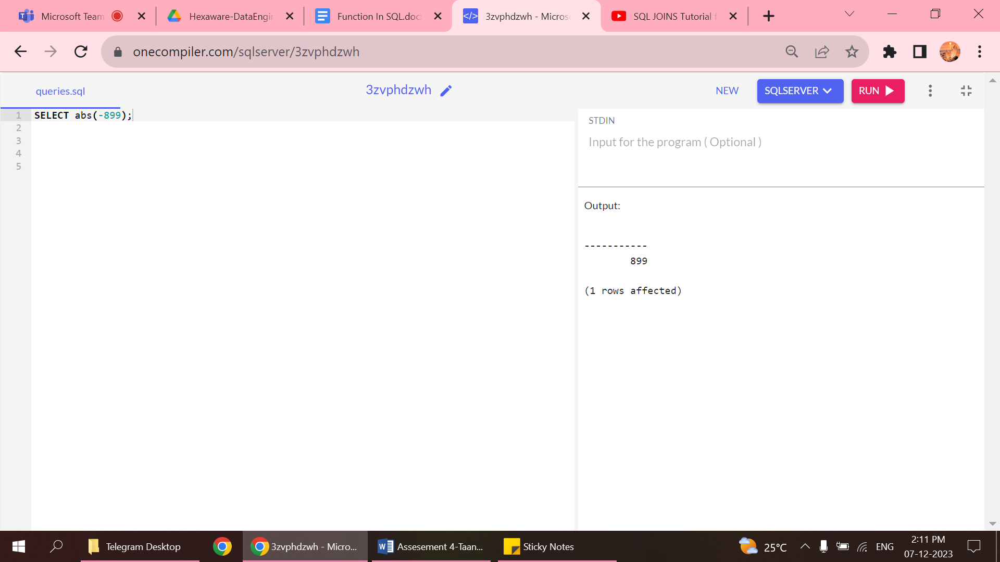 Microsoft Team
Hexaware-DataEngin
Function In SQL.doc
3zvphdzwh - Micros
SQL JOINS Tutorial f
onecompiler.com/sqlserver/3zvphdzwh
queries.sql
3zvphdzwh
NEW
SQLSERVER
RUN
1 SELECT abs(-899);
2
3
4
5
STDIN
Input for the program ( Optional )
Output:
-----------
899
(1 rows affected)
Telegram Desktop
3zvphdzwh - Micro...
Assesement 4-Taan...
Sticky Notes
25°C
ENG
2:11 PM
07-12-2023